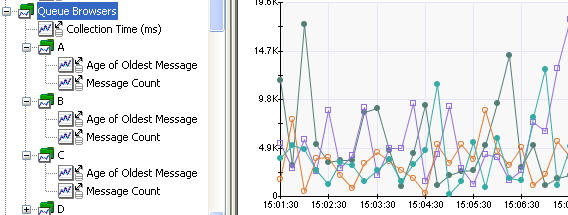 Queue Browsers
Collection Time (ms)
A
Age of Oldest Message
Message Count
B
Age of Oldest Message
Message Count
C
Age of Oldest Message
Message Count
D
19.6K
14.7K
9.8K
4.9K
0
15:01:30
15:02:30
15:03:30
15:04:30
15:05:30
15:06:30